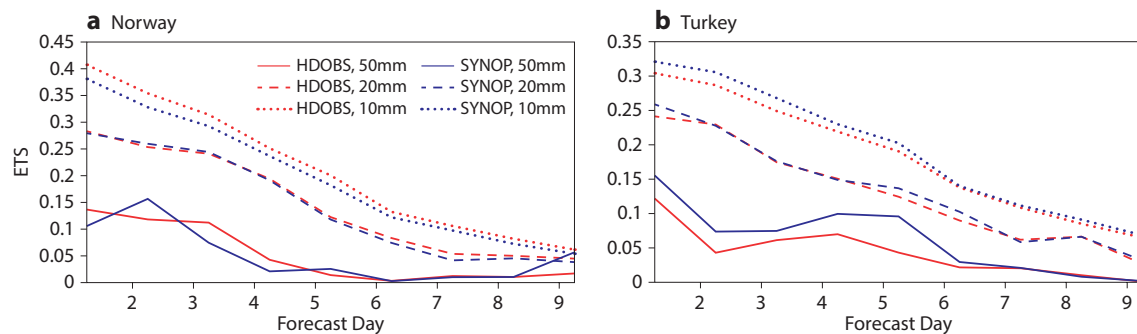 a Norway
0.45
0.4
0.35
0.3
0.25
0.2
0.15
0.1
0.05
0
ETS
HDOBS, 50mm
HDOBS, 20mm
HDOBS, 10mm
SYNOP, 50mm
SYNOP, 20mm
SYNOP, 10mm
2 3 4 5 6 7 8 9
Forecast Day
b Turkey
0.35
0.3
0.25
0.2
0.15
0.1
0.05
0
2 3 4 5 6 7 8 9
Forecast Day